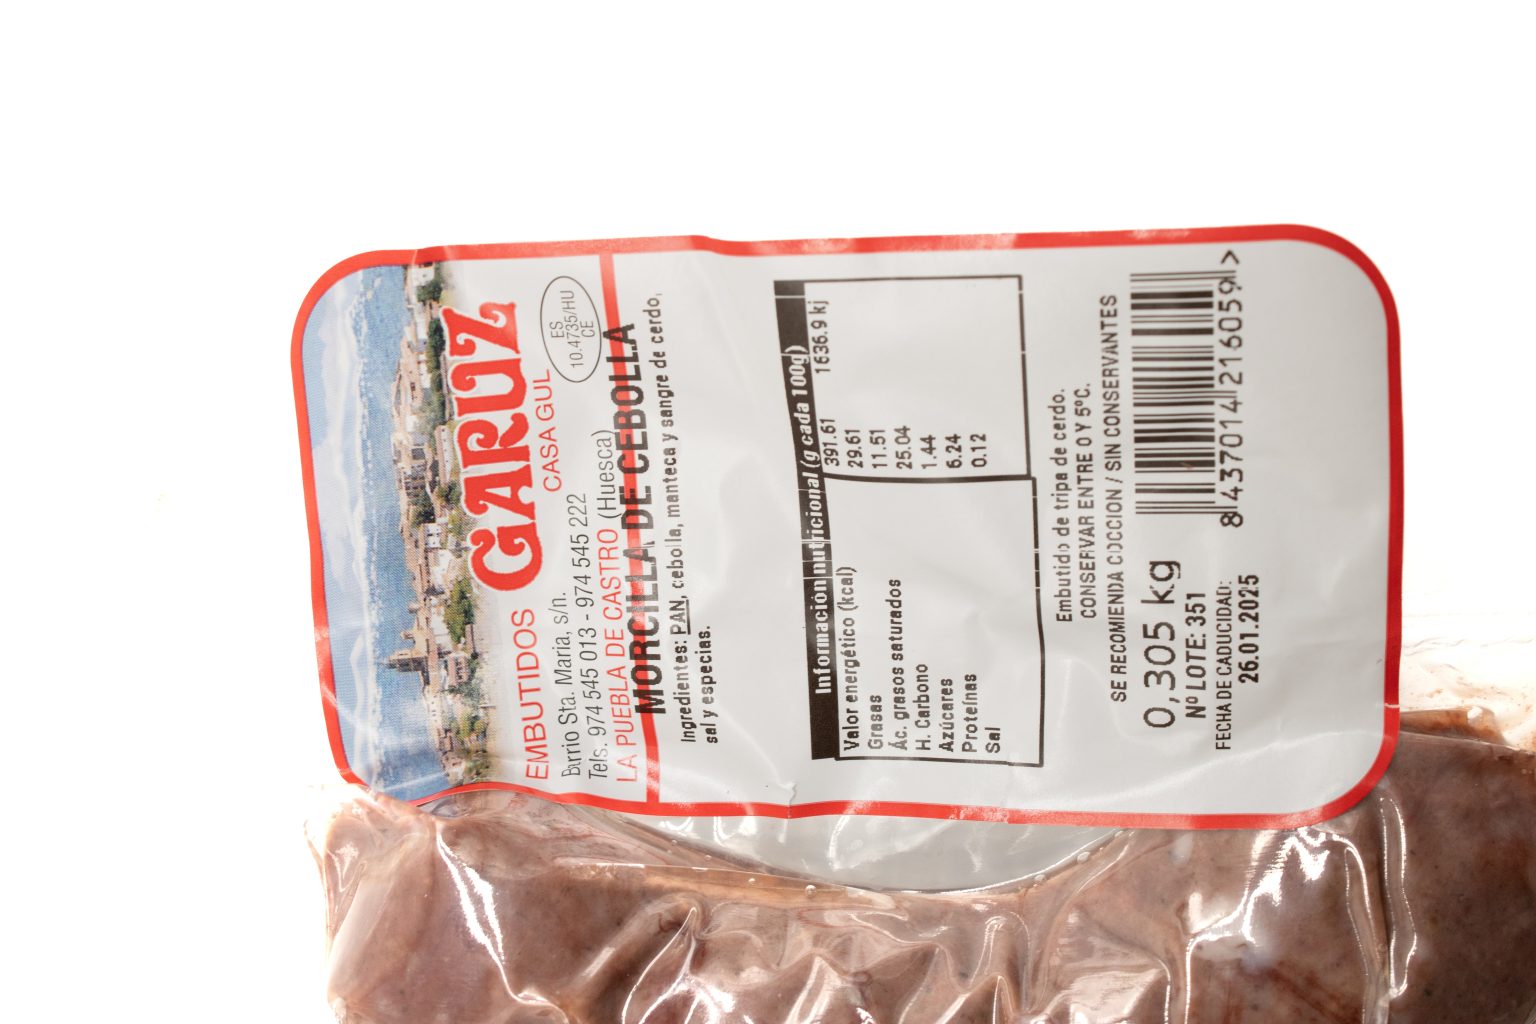 EMBUTIDOS GARUZ
CASA GUL
ES
10.4735/HU
CE
Barrio Sta. María, s/n.
Tels. 974 545 013 - 974 545 222
LA PUEBLA DE CASTRO (Huesca)
MORCILLA DE CEBOLLA
Ingredientes: PAN, cebolla, manteca y sangre de cerdo,
sal y especias.
Información nutricional (g cada 100g)
Valor energético (kcal) 391.61 1636.9 kj
Grasas 29.61
Ác. grasos saturados 11.51
H. Carbono 25.04
Azúcares 1.44
Proteínas 6.24
Sal 0.12
Embutido de tripa de cerdo.
CONSERVAR ENTRE 0 Y 5ºC.
SE RECOMIENDA COCCION / SIN CONSERVANTES
0,305 kg
Nº LOTE: 351
FECHA DE CADUCIDAD:
26.01.2025
8 437014 216059 >